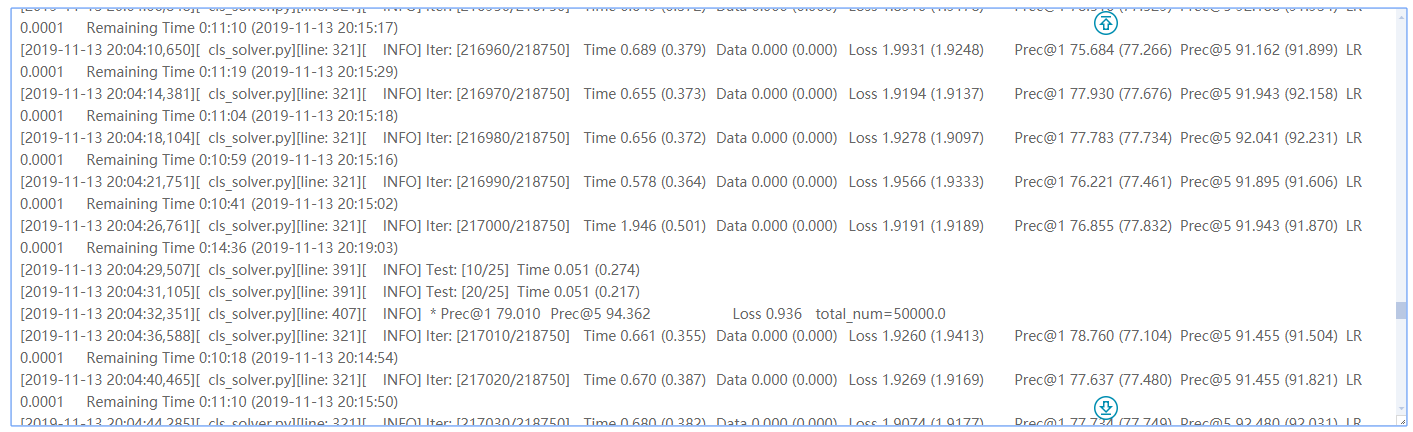 0.0001 Remaining Time 0:11:10 (2019-11-13 20:15:17)
[2019-11-13 20:04:10,650][ cls_solver.py][line: 321][ INFO] Iter: [216960/218750] Time 0.689 (0.379) Data 0.000 (0.000) Loss 1.9931 (1.9248) Prec@1 75.684 (77.266) Prec@5 91.162 (91.899) LR
0.0001 Remaining Time 0:11:19 (2019-11-13 20:15:29)
[2019-11-13 20:04:14,381][ cls_solver.py][line: 321][ INFO] Iter: [216970/218750] Time 0.655 (0.373) Data 0.000 (0.000) Loss 1.9194 (1.9137) Prec@1 77.930 (77.676) Prec@5 91.943 (92.158) LR
0.0001 Remaining Time 0:11:04 (2019-11-13 20:15:18)
[2019-11-13 20:04:18,104][ cls_solver.py][line: 321][ INFO] Iter: [216980/218750] Time 0.656 (0.372) Data 0.000 (0.000) Loss 1.9278 (1.9097) Prec@1 77.783 (77.734) Prec@5 92.041 (92.231) LR
0.0001 Remaining Time 0:10:59 (2019-11-13 20:15:16)
[2019-11-13 20:04:21,751][ cls_solver.py][line: 321][ INFO] Iter: [216990/218750] Time 0.578 (0.364) Data 0.000 (0.000) Loss 1.9566 (1.9333) Prec@1 76.221 (77.461) Prec@5 91.895 (91.606) LR
0.0001 Remaining Time 0:10:41 (2019-11-13 20:15:02)
[2019-11-13 20:04:26,761][ cls_solver.py][line: 321][ INFO] Iter: [217000/218750] Time 1.946 (0.501) Data 0.000 (0.000) Loss 1.9191 (1.9189) Prec@1 76.855 (77.832) Prec@5 91.943 (91.870) LR
0.0001 Remaining Time 0:14:36 (2019-11-13 20:19:03)
[2019-11-13 20:04:29,507][ cls_solver.py][line: 391][ INFO] Test: [10/25] Time 0.051 (0.274)
[2019-11-13 20:04:31,105][ cls_solver.py][line: 391][ INFO] Test: [20/25] Time 0.051 (0.217)
[2019-11-13 20:04:32,351][ cls_solver.py][line: 407][ INFO] * Prec@1 79.010 Prec@5 94.362 Loss 0.936 total_num=50000.0
[2019-11-13 20:04:36,588][ cls_solver.py][line: 321][ INFO] Iter: [217010/218750] Time 0.661 (0.355) Data 0.000 (0.000) Loss 1.9260 (1.9413) Prec@1 78.760 (77.104) Prec@5 91.455 (91.504) LR
0.0001 Remaining Time 0:10:18 (2019-11-13 20:14:54)
[2019-11-13 20:04:40,465][ cls_solver.py][line: 321][ INFO] Iter: [217020/218750] Time 0.670 (0.387) Data 0.000 (0.000) Loss 1.9269 (1.9169) Prec@1 77.637 (77.480) Prec@5 91.455 (91.821) LR
0.0001 Remaining Time 0:11:10 (2019-11-13 20:15:50)
[2019-11-13 20:04:44,285][ cls_solver.py][line: 321][ INFO] Iter: [217030/218750] Time 0.680 (0.382) Data 0.000 (0.000) Loss 1.9074 (1.9177) Prec@1 77.734 (77.749) Prec@5 92.480 (92.031) LR